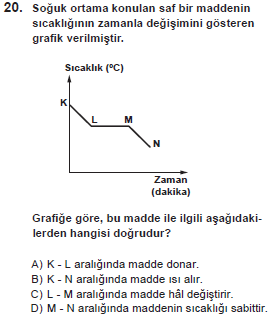 20. Soğuk ortama konulan saf bir maddenin
sıcaklığının zamanla değişimini gösteren
grafik verilmiştir.
Sıcaklık (ºC)
K
L
M
N
Zaman
(dakika)
Grafiğe göre, bu madde ile ilgili aşağıdaki-
lerden hangisi doğrudur?
A) K - L aralığında madde donar.
B) K - N aralığında madde ısı alır.
C) L - M aralığında madde hâl değiştirir.
D) M - N aralığında maddenin sıcaklığı sabittir.